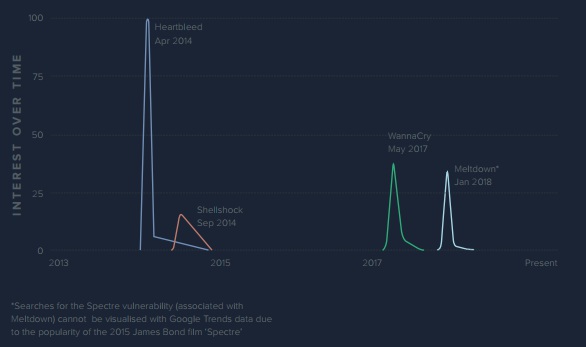 100
Heartbleed
Apr 2014
75
INTEREST OVER TIME
50
WannaCry
May 2017
Meltdown*
Jan 2018
25
Shellshock
Sep 2014
0
2013
2015
2017
Present
*Searches for the Spectre vulnerability (associated with
Meltdown) cannot be visualised with Google Trends data due
to the popularity of the 2015 James Bond film 'Spectre'